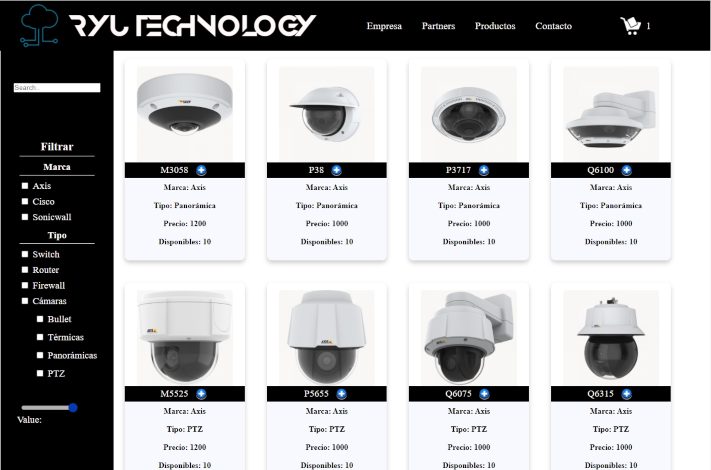 RYU TECHNOLOGY
Empresa Partners Productos Contacto 1
Search..
Filtrar
Marca
Axis
Cisco
Sonicwall
Tipo
Switch
Router
Firewall
Cámaras
Bullet
Térmicas
Panorámicas
PTZ
Value:
M3058
Marca: Axis
Tipo: Panorámica
Precio: 1200
Disponibles: 10
P38
Marca: Axis
Tipo: Panorámica
Precio: 1000
Disponibles: 10
P3717
Marca: Axis
Tipo: Panorámica
Precio: 1000
Disponibles: 10
Q6100
Marca: Axis
Tipo: Panorámica
Precio: 1000
Disponibles: 10
M5525
Marca: Axis
Tipo: PTZ
Precio: 1200
Disponibles: 10
P5655
Marca: Axis
Tipo: PTZ
Precio: 1000
Disponibles: 10
Q6075
Marca: Axis
Tipo: PTZ
Precio: 1000
Disponibles: 10
Q6315
Marca: Axis
Tipo: PTZ
Precio: 1000
Disponibles: 10